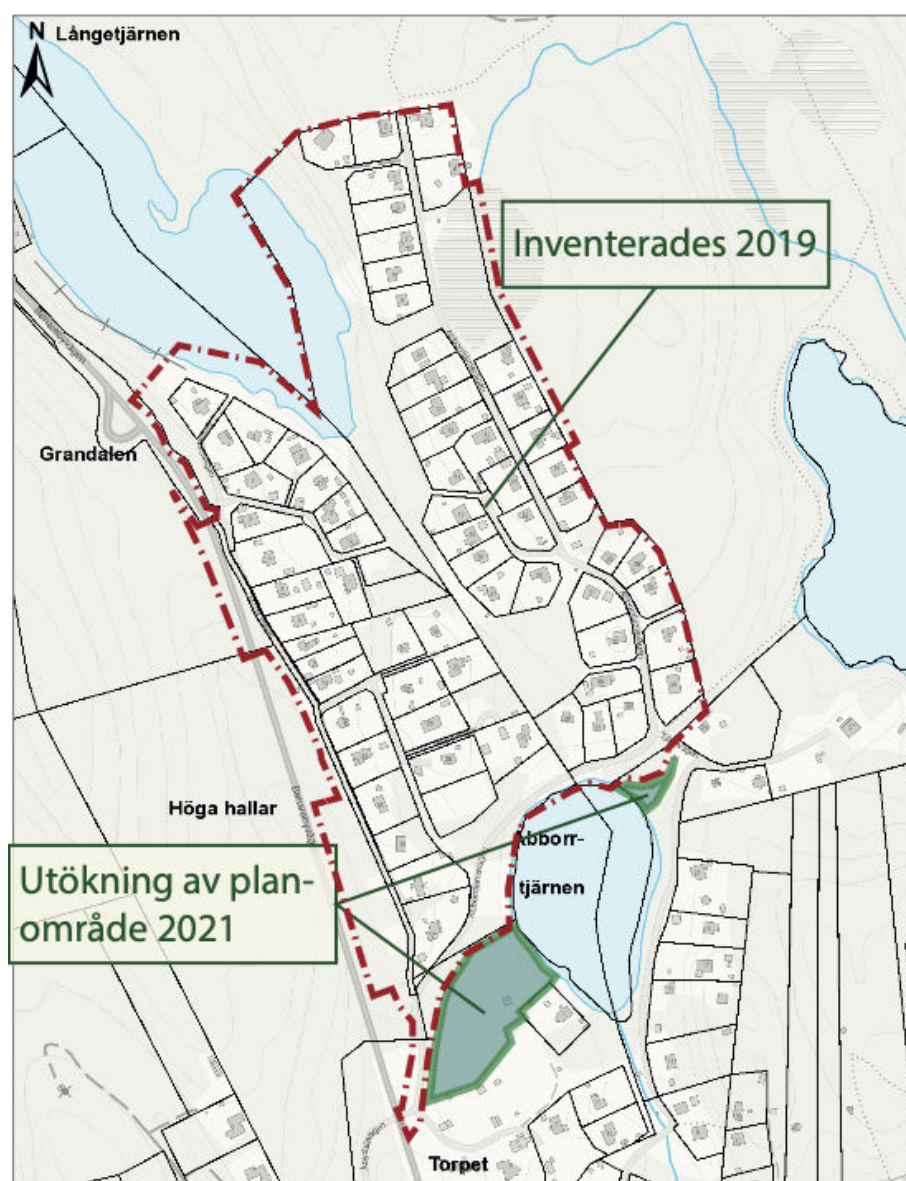 N
Långetjärnen
Inventerades 2019
Grandalen
Höga hallar
Abborr-
tjärnen
Utökning av plan-
område 2021
Torpet